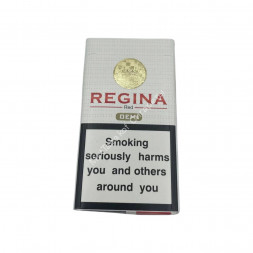 REGINA
Red
DEMI
Smoking
seriously harms
you and others
around you